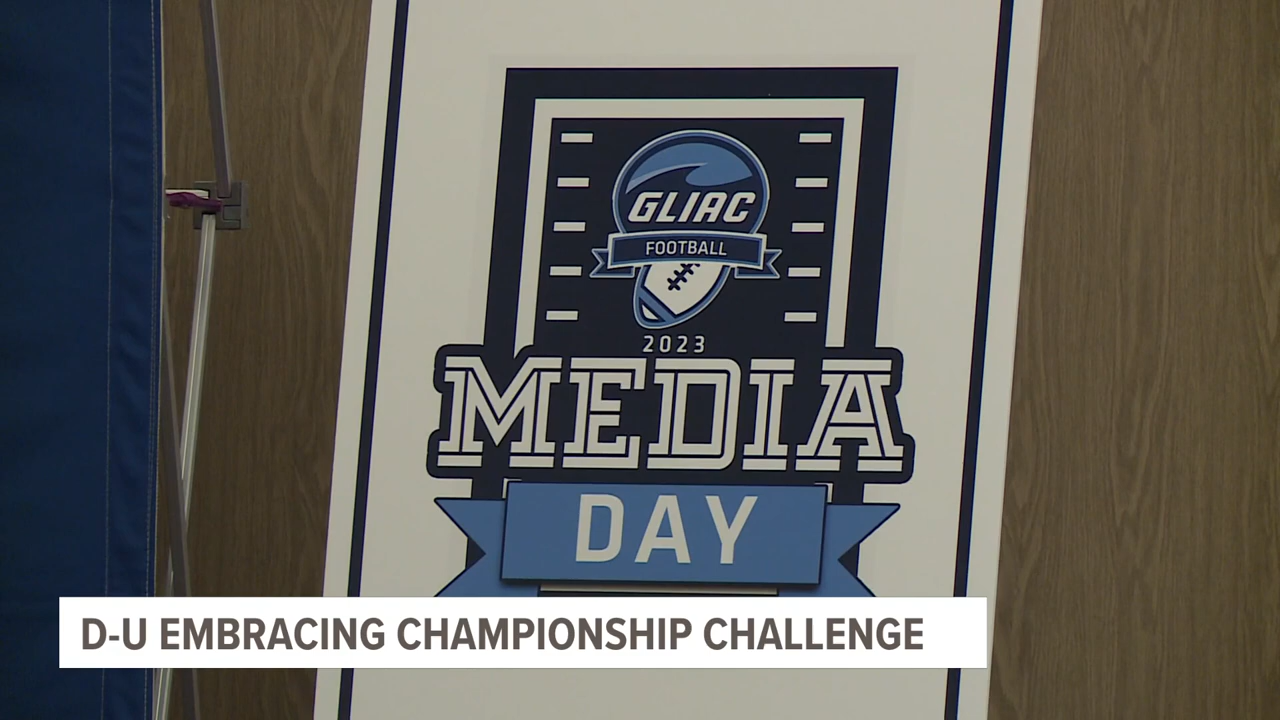 GLIAC
FOOTBALL
2023
MEDIA
DAY
D-U EMBRACING CHAMPIONSHIP CHALLENGE